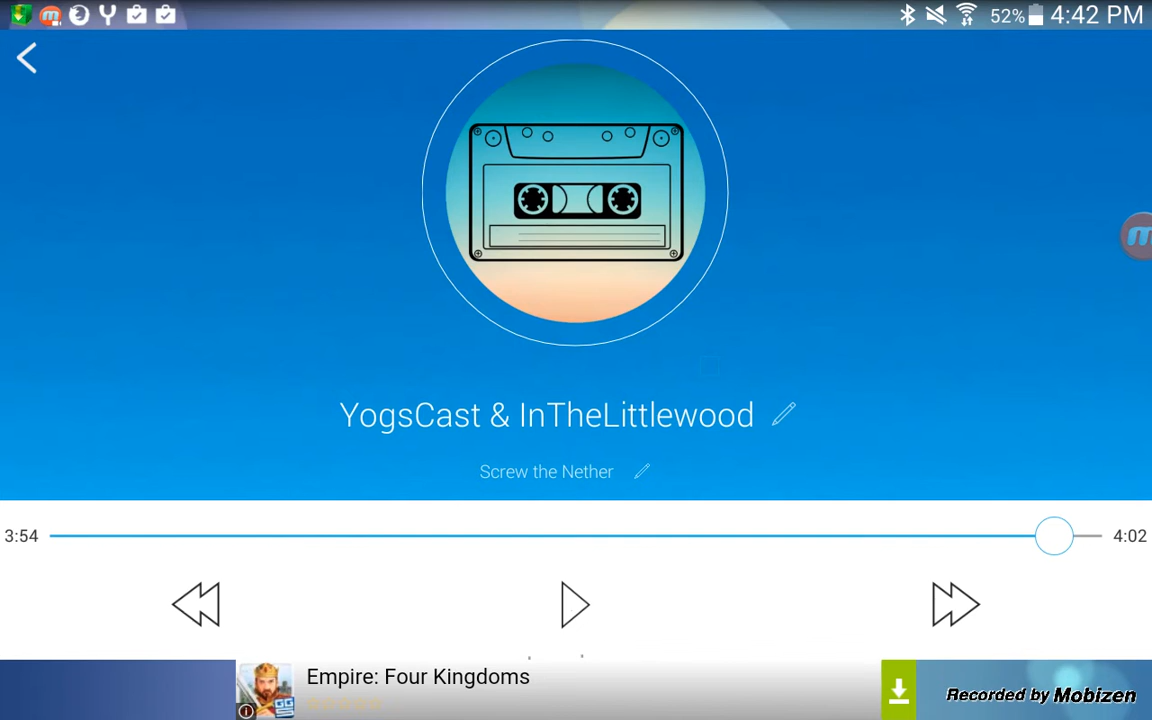 52% 4:42 PM
YogsCast & InTheLittlewood
Screw the Nether
3:54 4:02
Empire: Four Kingdoms
GG
Recorded by Mobizen